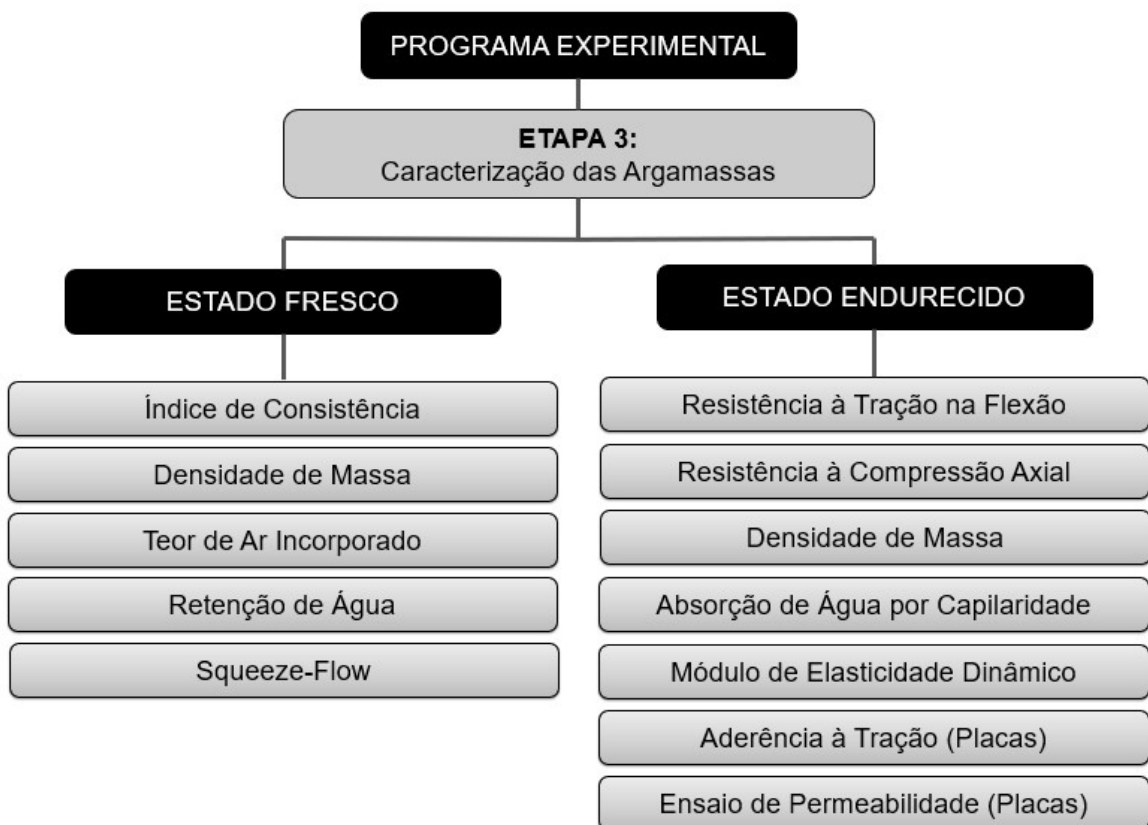 PROGRAMA EXPERIMENTAL
ETAPA 3:
Caracterização das Argamassas
ESTADO FRESCO
Índice de Consistência
Densidade de Massa
Teor de Ar Incorporado
Retenção de Água
Squeeze-Flow
ESTADO ENDURECIDO
Resistência à Tração na Flexão
Resistência à Compressão Axial
Densidade de Massa
Absorção de Água por Capilaridade
Módulo de Elasticidade Dinâmico
Aderência à Tração (Placas)
Ensaio de Permeabilidade (Placas)